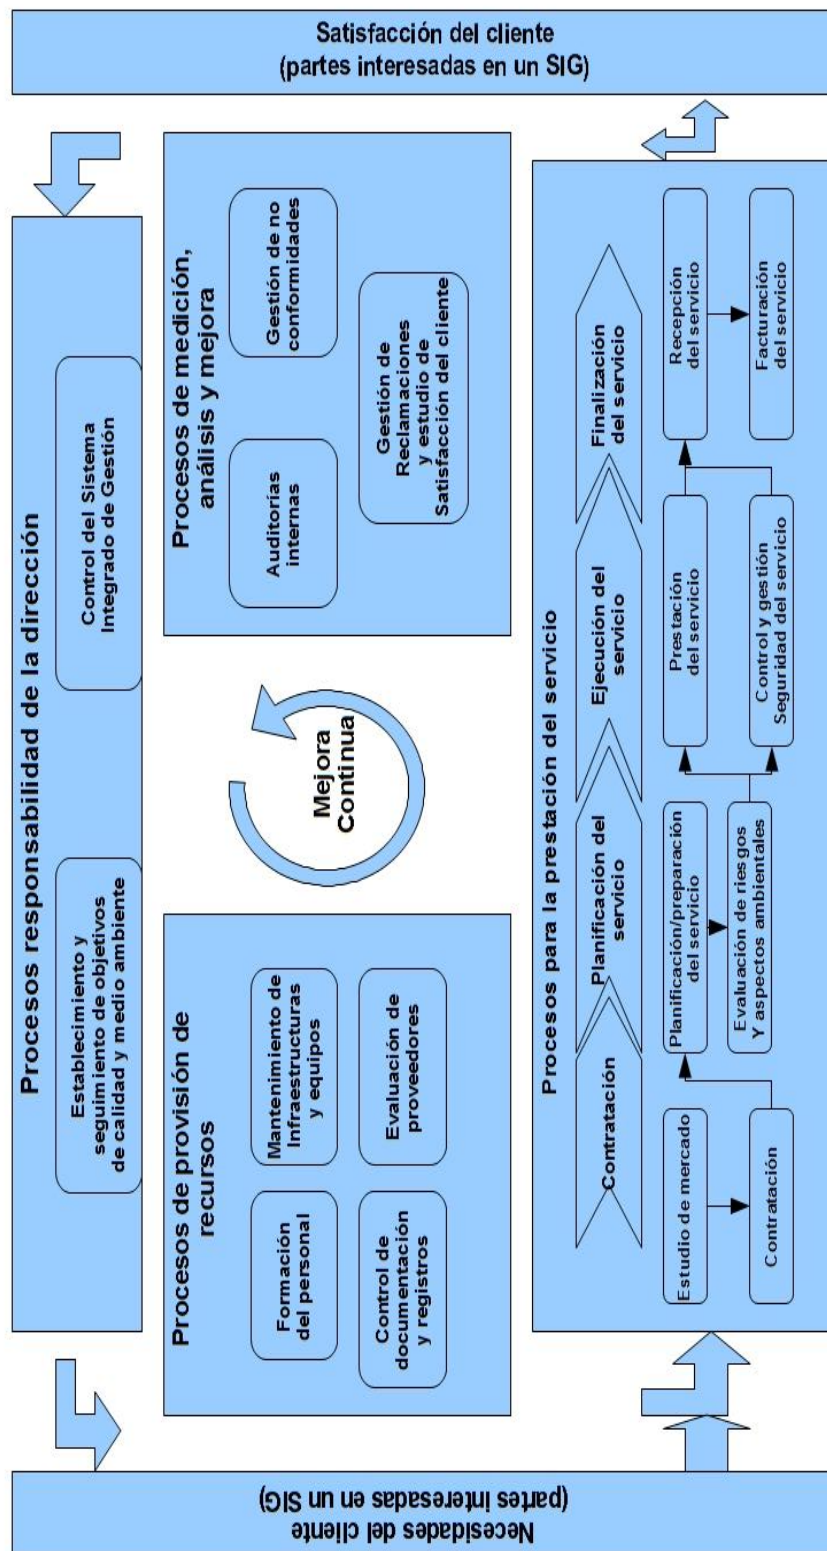 Satisfacción del cliente
(partes interesadas en un SIG)
Procesos responsabilidad de la dirección
Establecimiento y
seguimiento de objetivos
de calidad y medio ambiente
Control del Sistema
Integrado de Gestión
Procesos de provisión de
recursos
Formación
del personal
Mantenimiento de
Infraestructuras
y equipos
Control de
documentación
y registros
Evaluación de
proveedores
Mejora
Continua
Procesos de medición,
análisis y mejora
Auditorías
internas
Gestión de no
conformidades
Gestión de
Reclamaciones
y estudio de
Satisfacción del cliente
Procesos para la prestación del servicio
Contratación
Planificación del
servicio
Ejecución del
servicio
Finalización
del servicio
Estudio de mercado
Contratación
Planificación/preparación
del servicio
Evaluación de riesgos
Y aspectos ambientales
Prestación
del servicio
Control y gestión
Seguridad del servicio
Recepción
del servicio
Facturación
del servicio
Necesidades del cliente
(partes interesadas en un SIG)